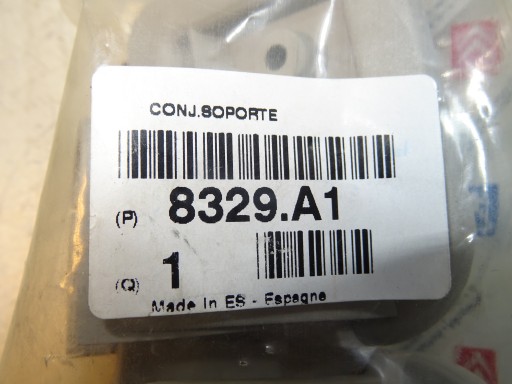 CONJ.SOPORTE
(P) 8329.A1
(Q) 1
Made in ES - Espagne